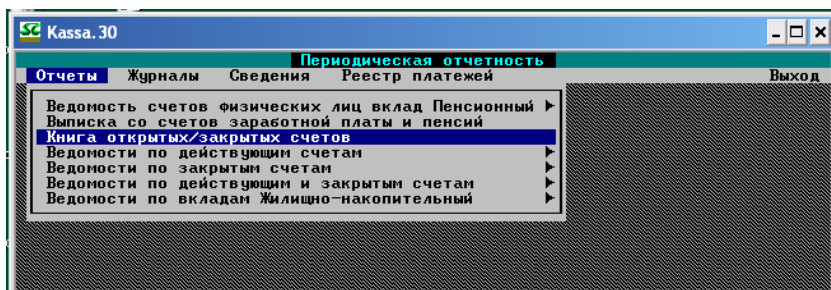 SC Kassa.30
Периодическая отчетность
Отчеты Журналы Сведения Реестр платежей Выход
Ведомость счетов физических лиц вклад Пенсионный
Выписка со счетов заработной платы и пенсий
Книга открытых/закрытых счетов
Ведомости по действующим счетам
Ведомости по закрытым счетам
Ведомости по действующим и закрытым счетам
Ведомости по вкладам Жилищно-накопительный